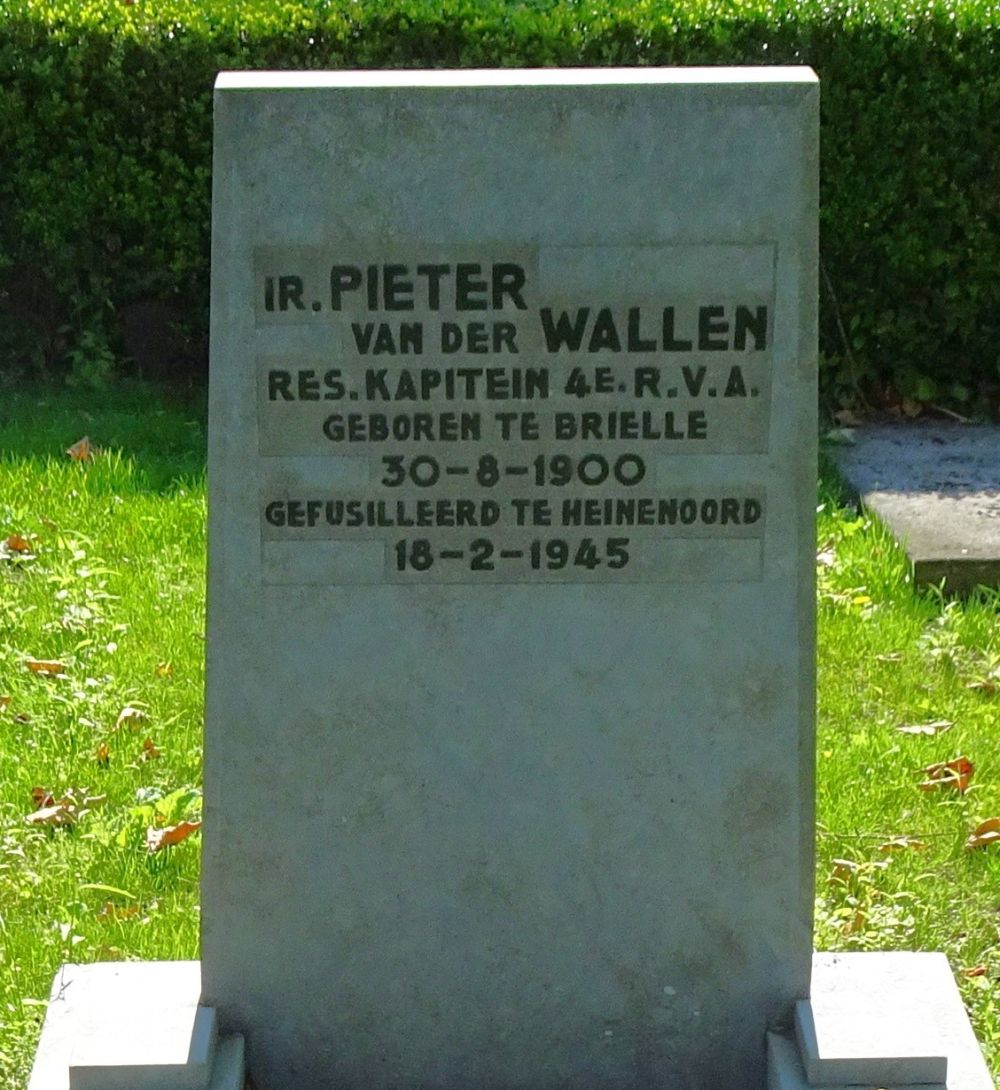 IR. PIETER
VAN DER WALLEN
RES. KAPITEIN 4E. R.V.A.
GEBOREN TE BRIELLE
30-8-1900
GEFUSILLEERD TE HEINENOORD
18-2-1945